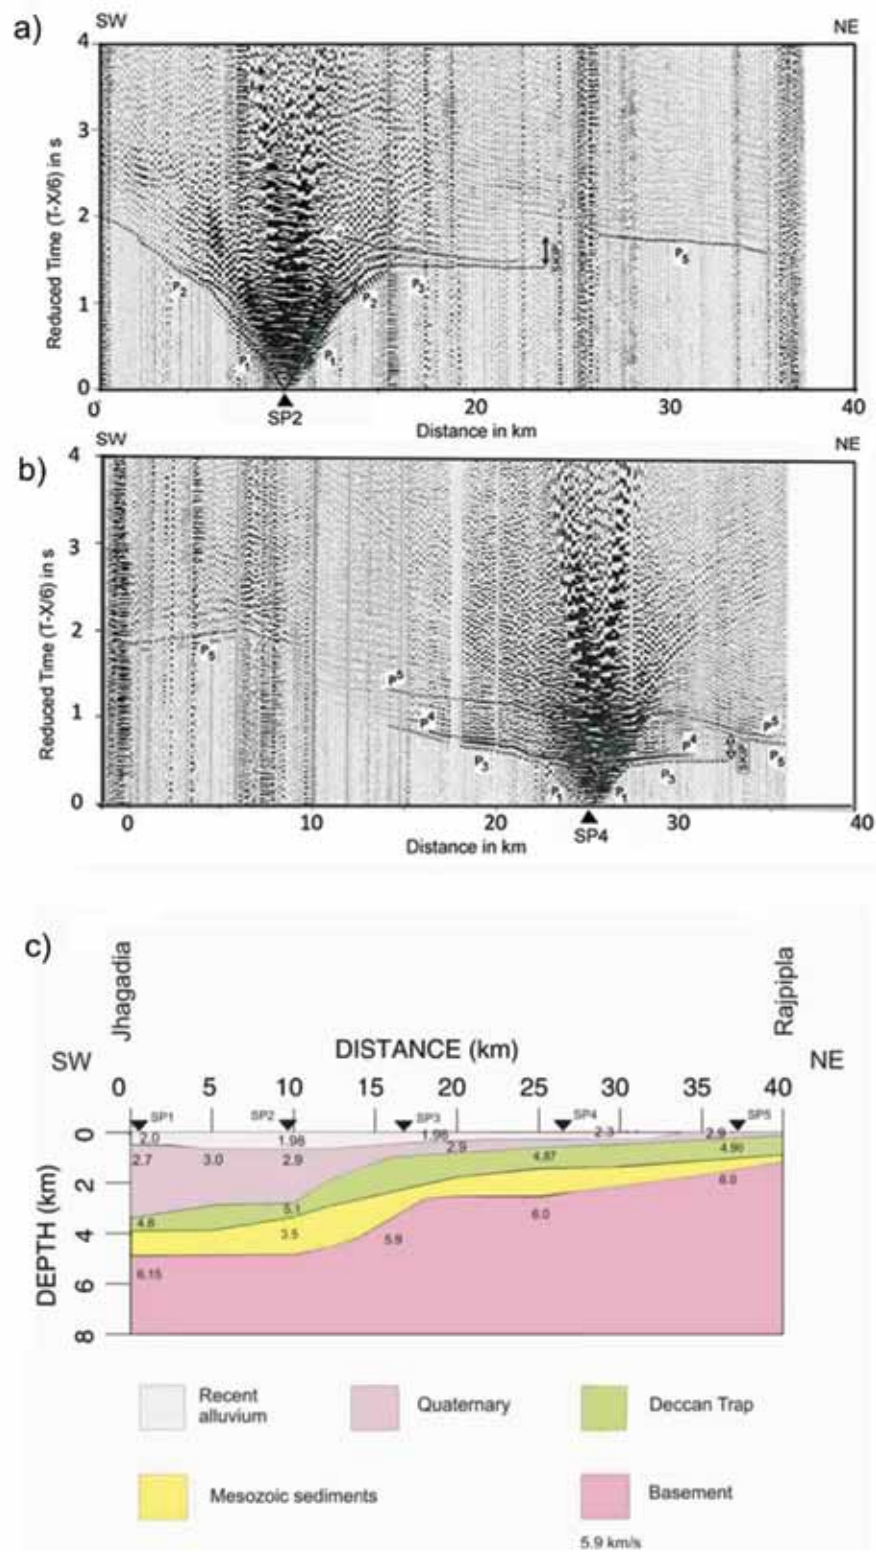 a)
SW
NE
4
3
2
1
0
Reduced Time (T-X/6) in s
P2
P1
P1
P2
P3
SKIP
P5
0
20
30
40
SP2
Distance in km
b)
SW
NE
4
3
2
1
0
Reduced Time (T-X/6) in s
P5
P5
P4
P3
P1
P1
P4
P3
SKIP
P5
P5
0
10
20
30
40
SP4
Distance in km
c)
Jhagadia
Rajpipla
SW
DISTANCE (km)
NE
0 5 10 15 20 25 30 35 40
SP1 SP2 SP3 SP4 SP5
DEPTH (km)
0
2
4
6
8
2.0 1.98 1.98 2.3 2.9
2.7 3.0 2.9 2.9 4.87 4.90
4.8 5.1 6.0
3.5 5.9 6.0
6.15
Recent
alluvium
Quaternary
Deccan Trap
Mesozoic sediments
Basement
5.9 km/s